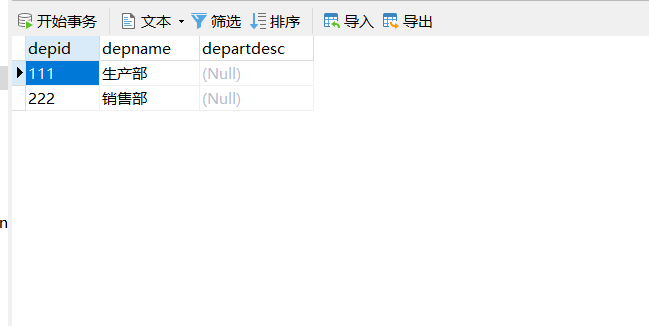 开始事务 文本 筛选 排序 导入 导出
depid depname departdesc
111 生产部 (Null)
222 销售部 (Null)
n